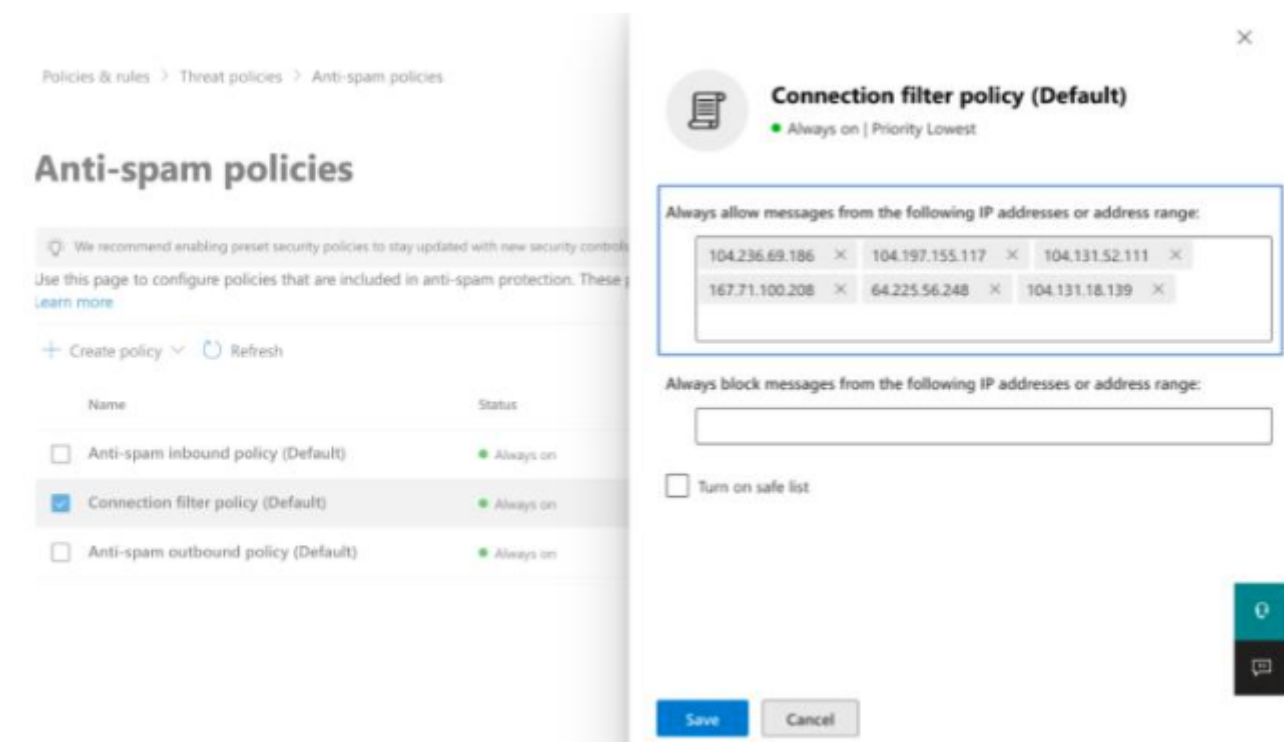 Policies & rules > Threat policies > Anti-spam policies
Anti-spam policies
We recommend enabling preset security policies to stay updated with new security controls
Use this page to configure policies that are included in anti-spam protection. These p
Learn more
Create policy
Refresh
Name
Status
Anti-spam inbound policy (Default)
Always on
Connection filter policy (Default)
Always on
Anti-spam outbound policy (Default)
Always on
Connection filter policy (Default)
Always on | Priority Lowest
Always allow messages from the following IP addresses or address range:
104.236.69.186 × 104.197.155.117 × 104.131.52.111 ×
167.71.100.208 × 64.225.56.248 × 104.131.18.139 ×
Always block messages from the following IP addresses or address range:
Turn on safe list
Save
Cancel